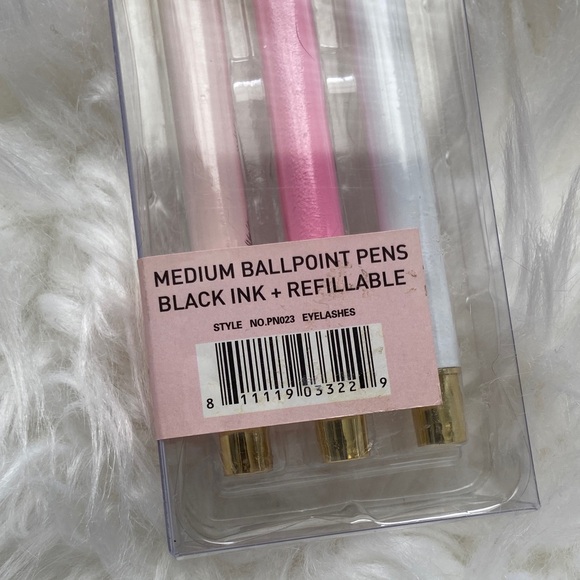 MEDIUM BALLPOINT PENS
BLACK INK + REFILLABLE
STYLE NO.PN023 EYELASHES
8 11119 03322 9